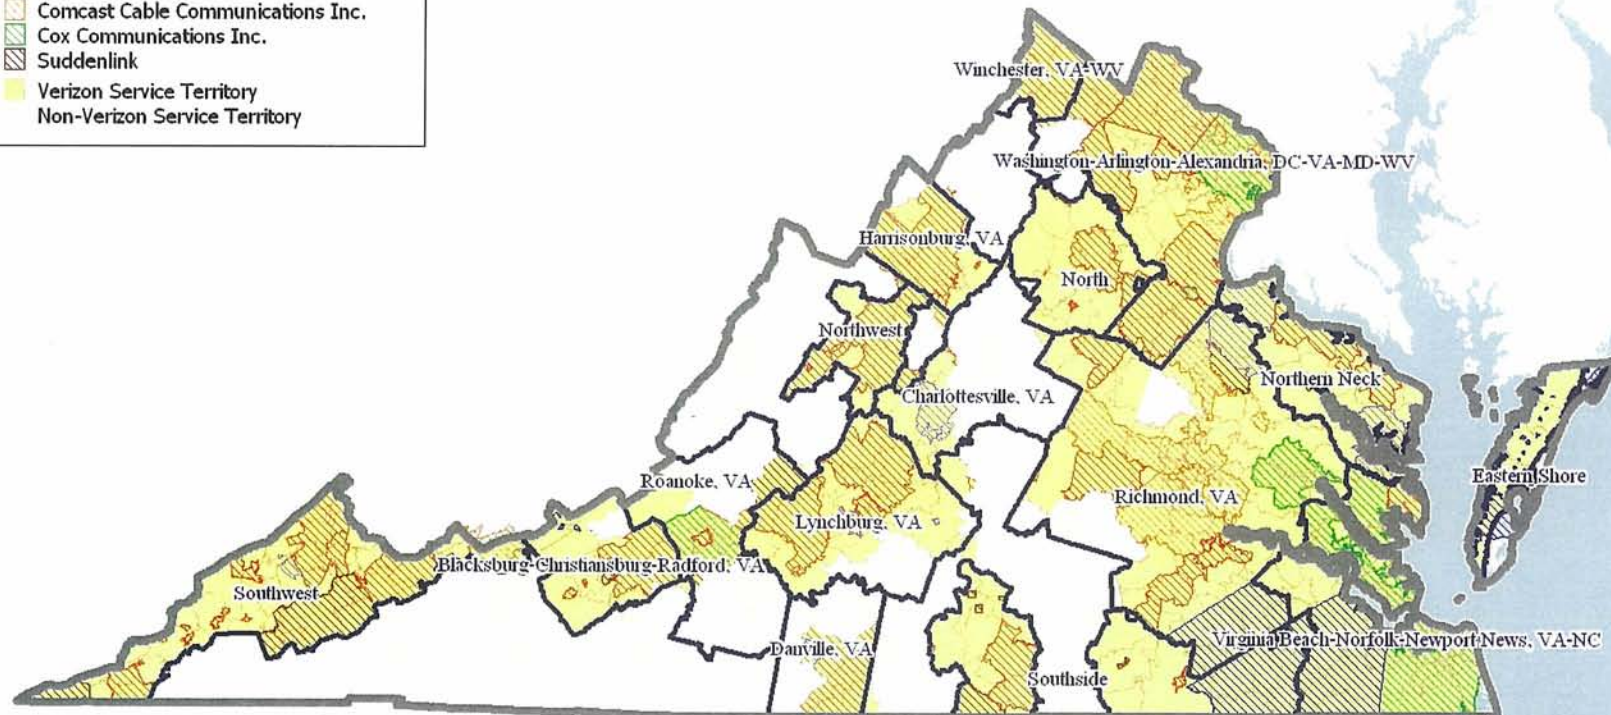 Comcast Cable Communications Inc.
Cox Communications Inc.
Suddenlink
Verizon Service Territory
Non-Verizon Service Territory
Winchester, VA-WV
Washington-Arlington-Alexandria, DC-VA-MD-WV
Harrisonburg, VA
North
Northwest
Northern Neck
Charlottesville, VA
Eastern Shore
Roanoke, VA
Richmond, VA
Lynchburg, VA
Blacksburg-Christiansburg-Radford, VA
Southwest
Virginia Beach-Norfolk-Newport News, VA-NC
Danville, VA
Southside